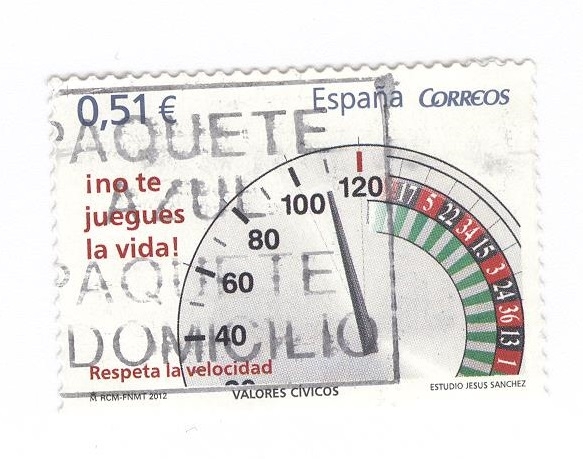 0,51 €
España CORREOS
PAQUETE
AZUL
PAQUETE
DOMICILIO
¡no te
juegues
la vida!
40
60
80
100
120
17 5 22 34 15 3 24 36 13 1
Respeta la velocidad
RCM-FNMT 2012
VALORES CÍVICOS
ESTUDIO JESUS SANCHEZ